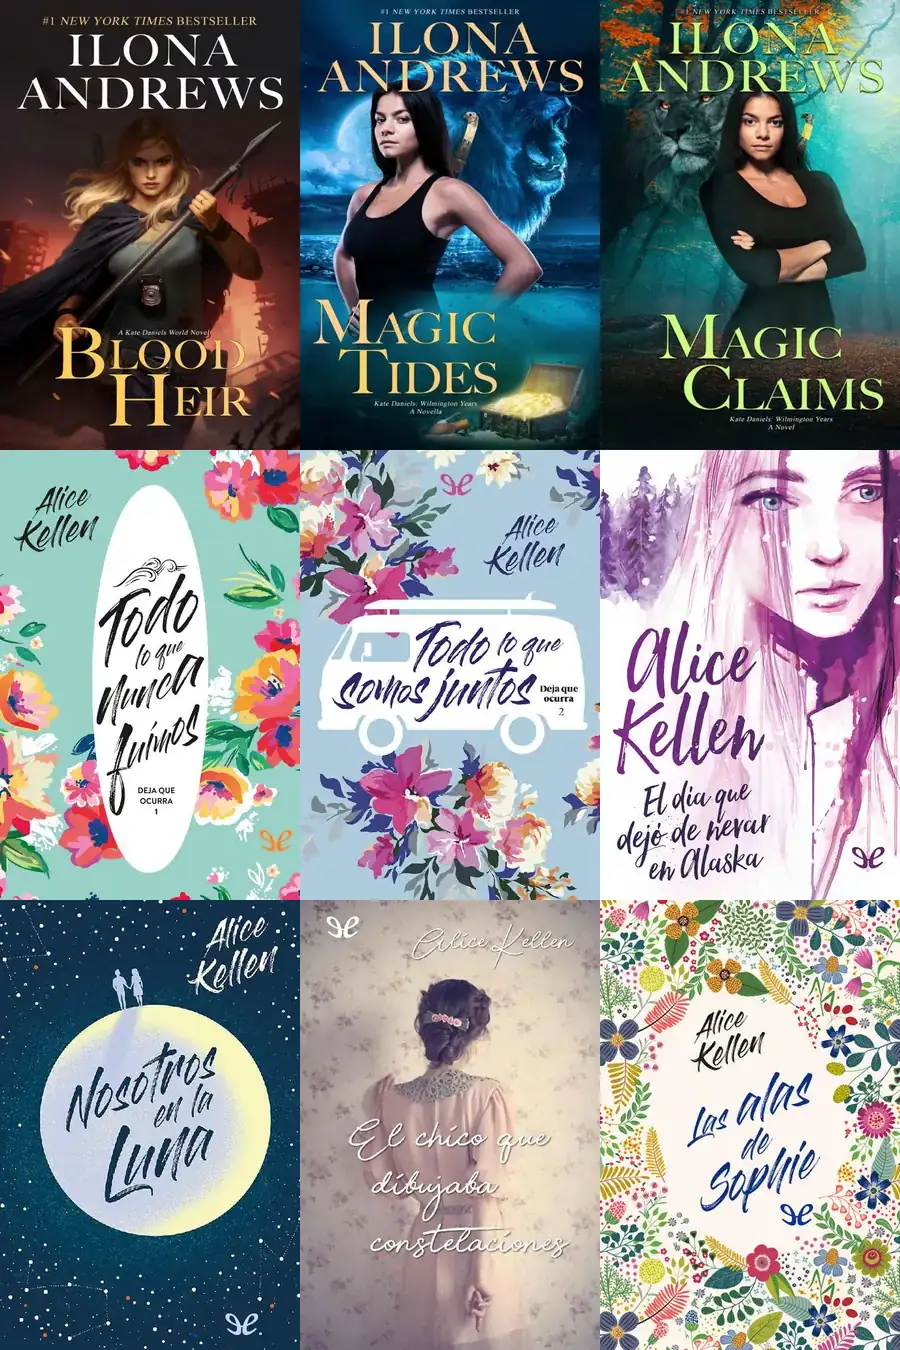 #1 NEW YORK TIMES BESTSELLER
ILONA
ANDREWS
A Kate Daniels World Novel
BLOOD
HEIR
#1 NEW YORK TIMES BESTSELLER
ILONA
ANDREWS
MAGIC
TIDES
Kate Daniels: Wilmington Years
A Novella
#1 NEW YORK TIMES BESTSELLER
ILONA
ANDREWS
MAGIC
CLAIMS
Kate Daniels: Wilmington Years
A Novel
Alice
Kellen
Todo
lo que
nunca
fuimos
DEJA QUE
OCURRA
1
Alice
Kellen
Todo lo que
somos juntos
Deja que
ocurra
2
Alice
Kellen
El día que
dejó de nevar
en Alaska
Alice
Kellen
Nosotros
en la
Luna
Alice Kellen
El chico que
dibujaba
constelaciones
Alice
Kellen
Las alas
de
Sophie